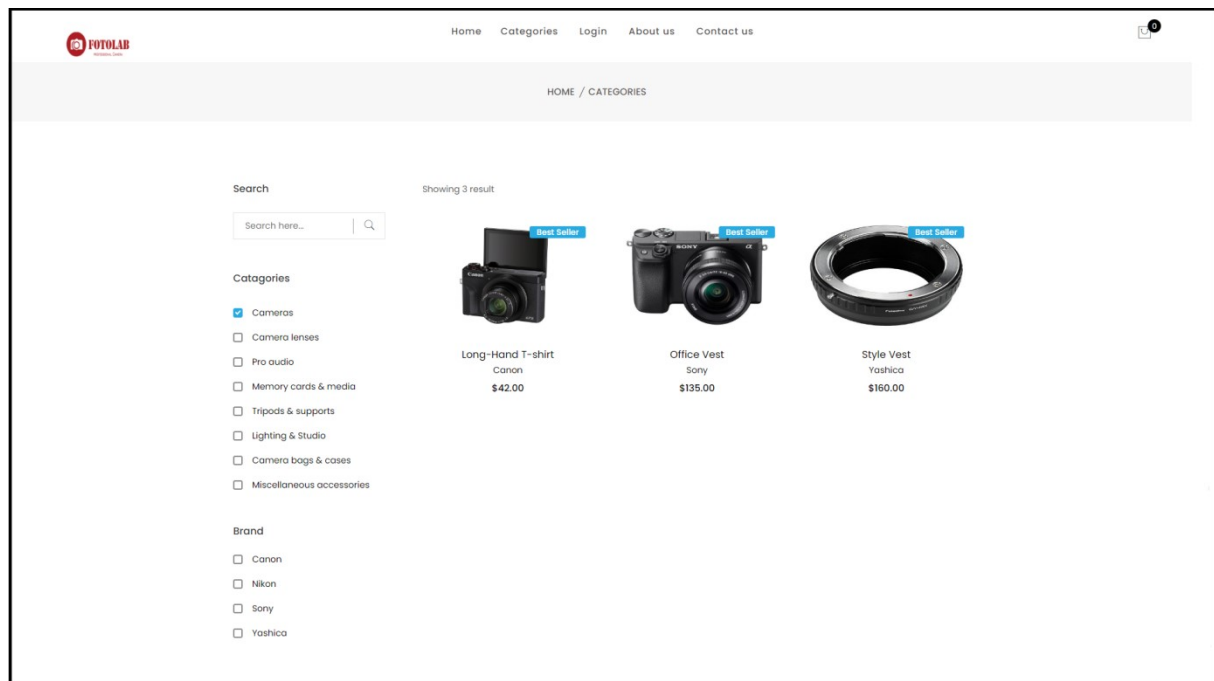 FOTOLAB
Home Categories Login About us Contact us
0
HOME / CATEGORIES
Search
Search here...
Catagories
Cameras
Camera lenses
Pro audio
Memory cards & media
Tripods & supports
Lighting & Studio
Camera bags & cases
Miscellaneous accessories
Brand
Canon
Nikon
Sony
Yashica
Showing 3 result
Best Seller
Canon
Long-Hand T-shirt
Canon
$42.00
Best Seller
SONY
α
Office Vest
Sony
$135.00
Best Seller
Style Vest
Yashica
$160.00